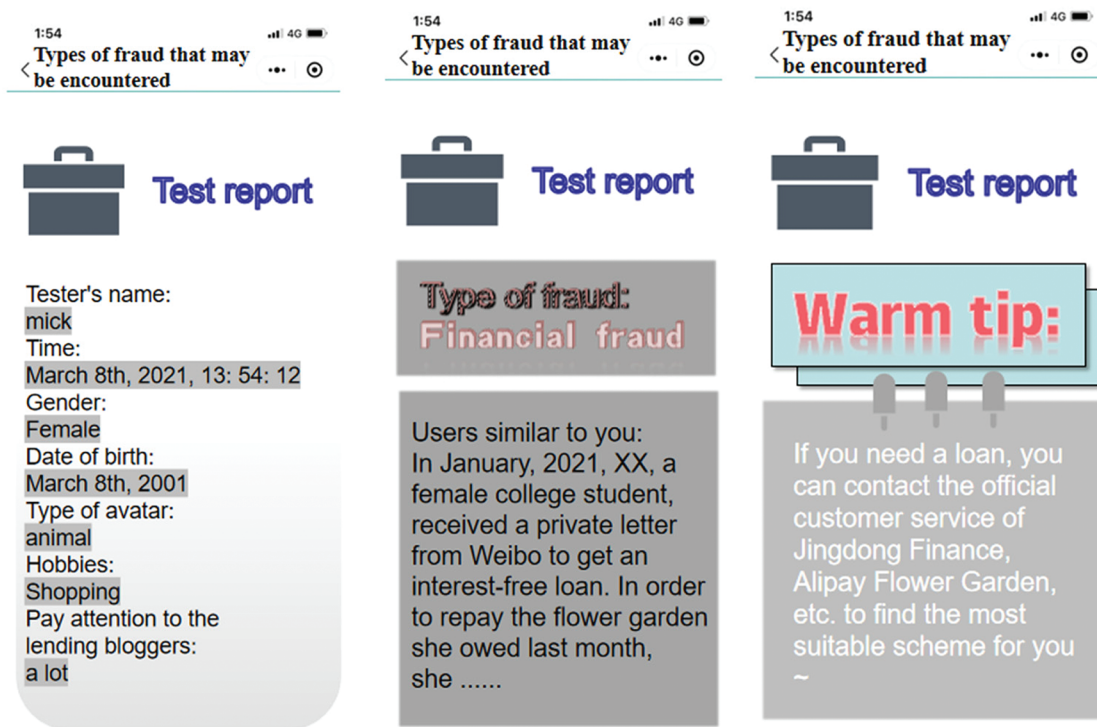 1:54
4G
Types of fraud that may
be encountered
Test report
Tester's name:
mick
Time:
March 8th, 2021, 13: 54: 12
Gender:
Female
Date of birth:
March 8th, 2001
Type of avatar:
animal
Hobbies:
Shopping
Pay attention to the
lending bloggers:
a lot
1:54
4G
Types of fraud that may
be encountered
Test report
Type of fraud:
Financial fraud
Users similar to you:
In January, 2021, XX, a
female college student,
received a private letter
from Weibo to get an
interest-free loan. In order
to repay the flower garden
she owed last month,
she ......
1:54
4G
Types of fraud that may
be encountered
Test report
Warm tip:
If you need a loan, you
can contact the official
customer service of
Jingdong Finance,
Alipay Flower Garden,
etc. to find the most
suitable scheme for you
~